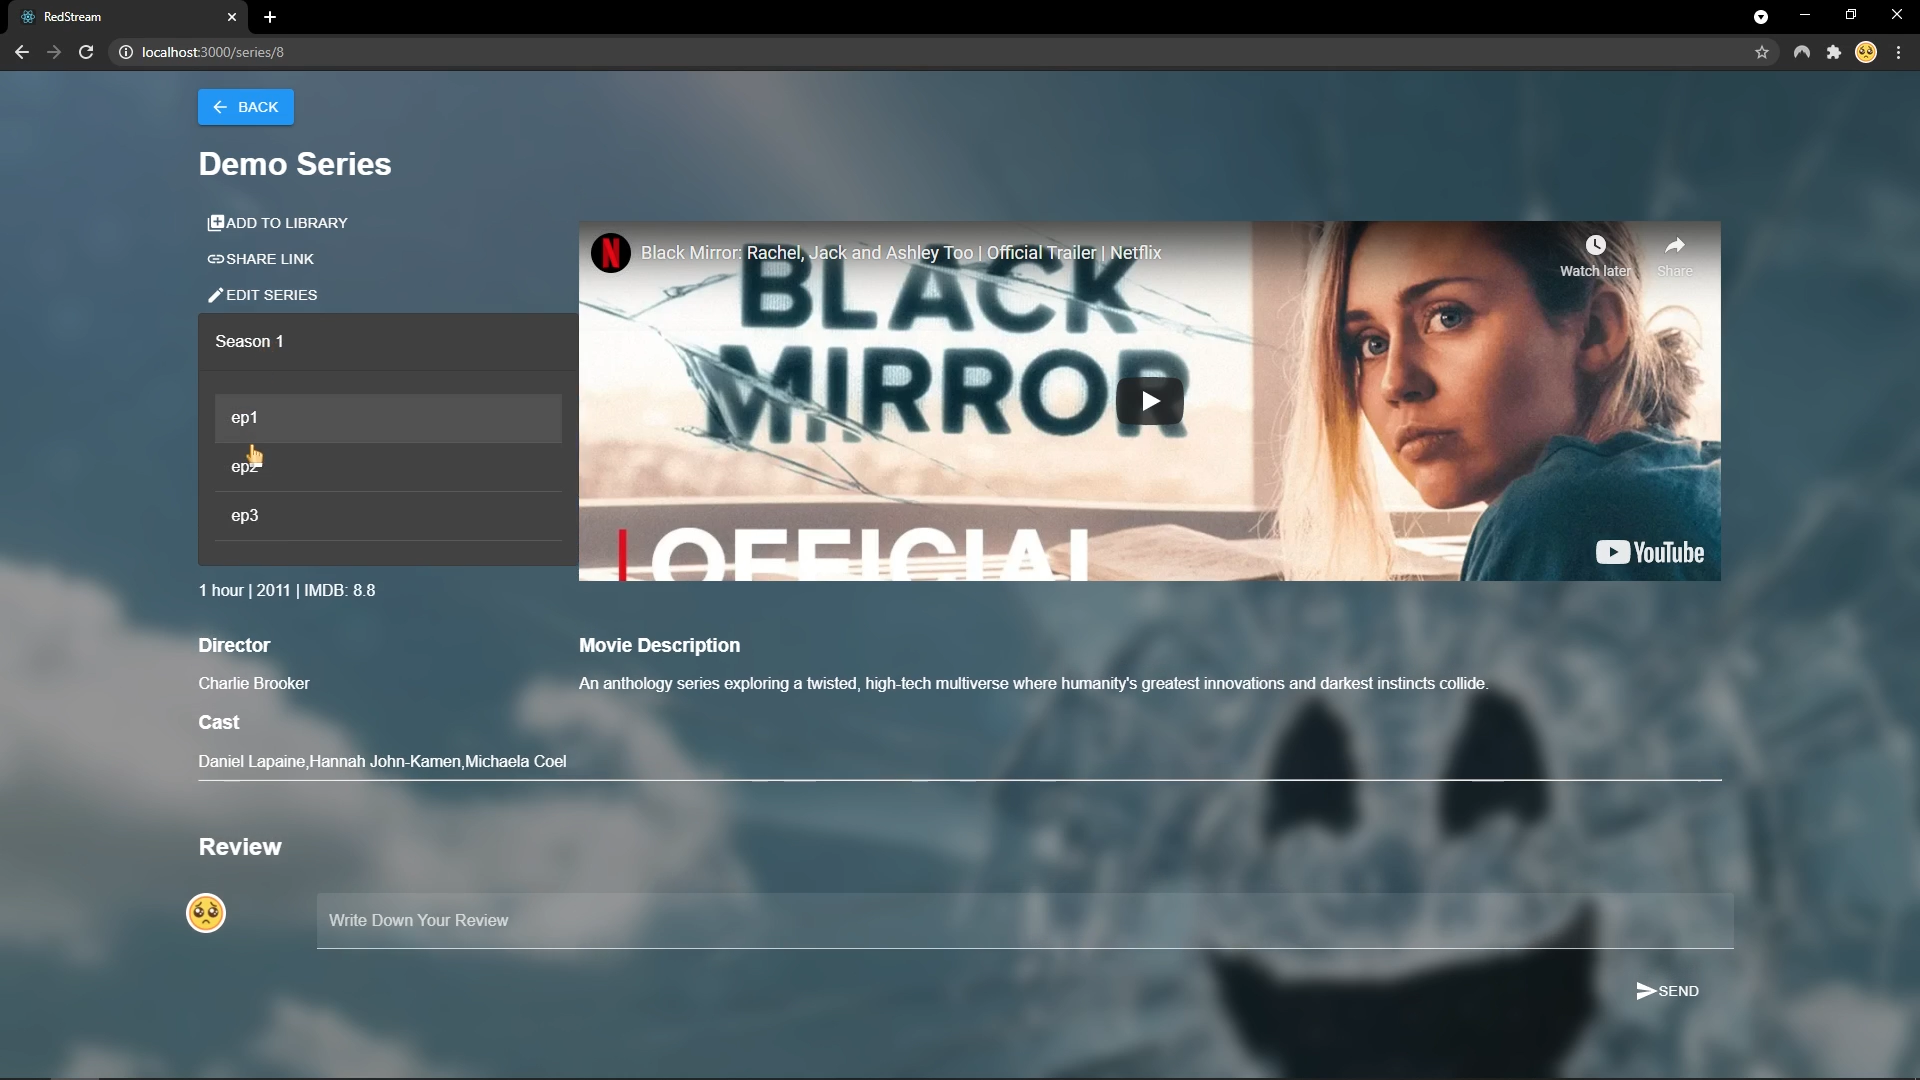 RedStream
localhost:3000/series/8
BACK
Demo Series
ADD TO LIBRARY
SHARE LINK
EDIT SERIES
Season 1
ep1
ep2
ep3
Black Mirror: Rachel, Jack and Ashley Too | Official Trailer | Netflix
Watch later
Share
BLACK
MIRROR
OFFICIAL
YouTube
1 hour | 2011 | IMDB: 8.8
Director
Charlie Brooker
Cast
Daniel Lapaine,Hannah John-Kamen,Michaela Coel
Movie Description
An anthology series exploring a twisted, high-tech multiverse where humanity's greatest innovations and darkest instincts collide.
Review
Write Down Your Review
SEND